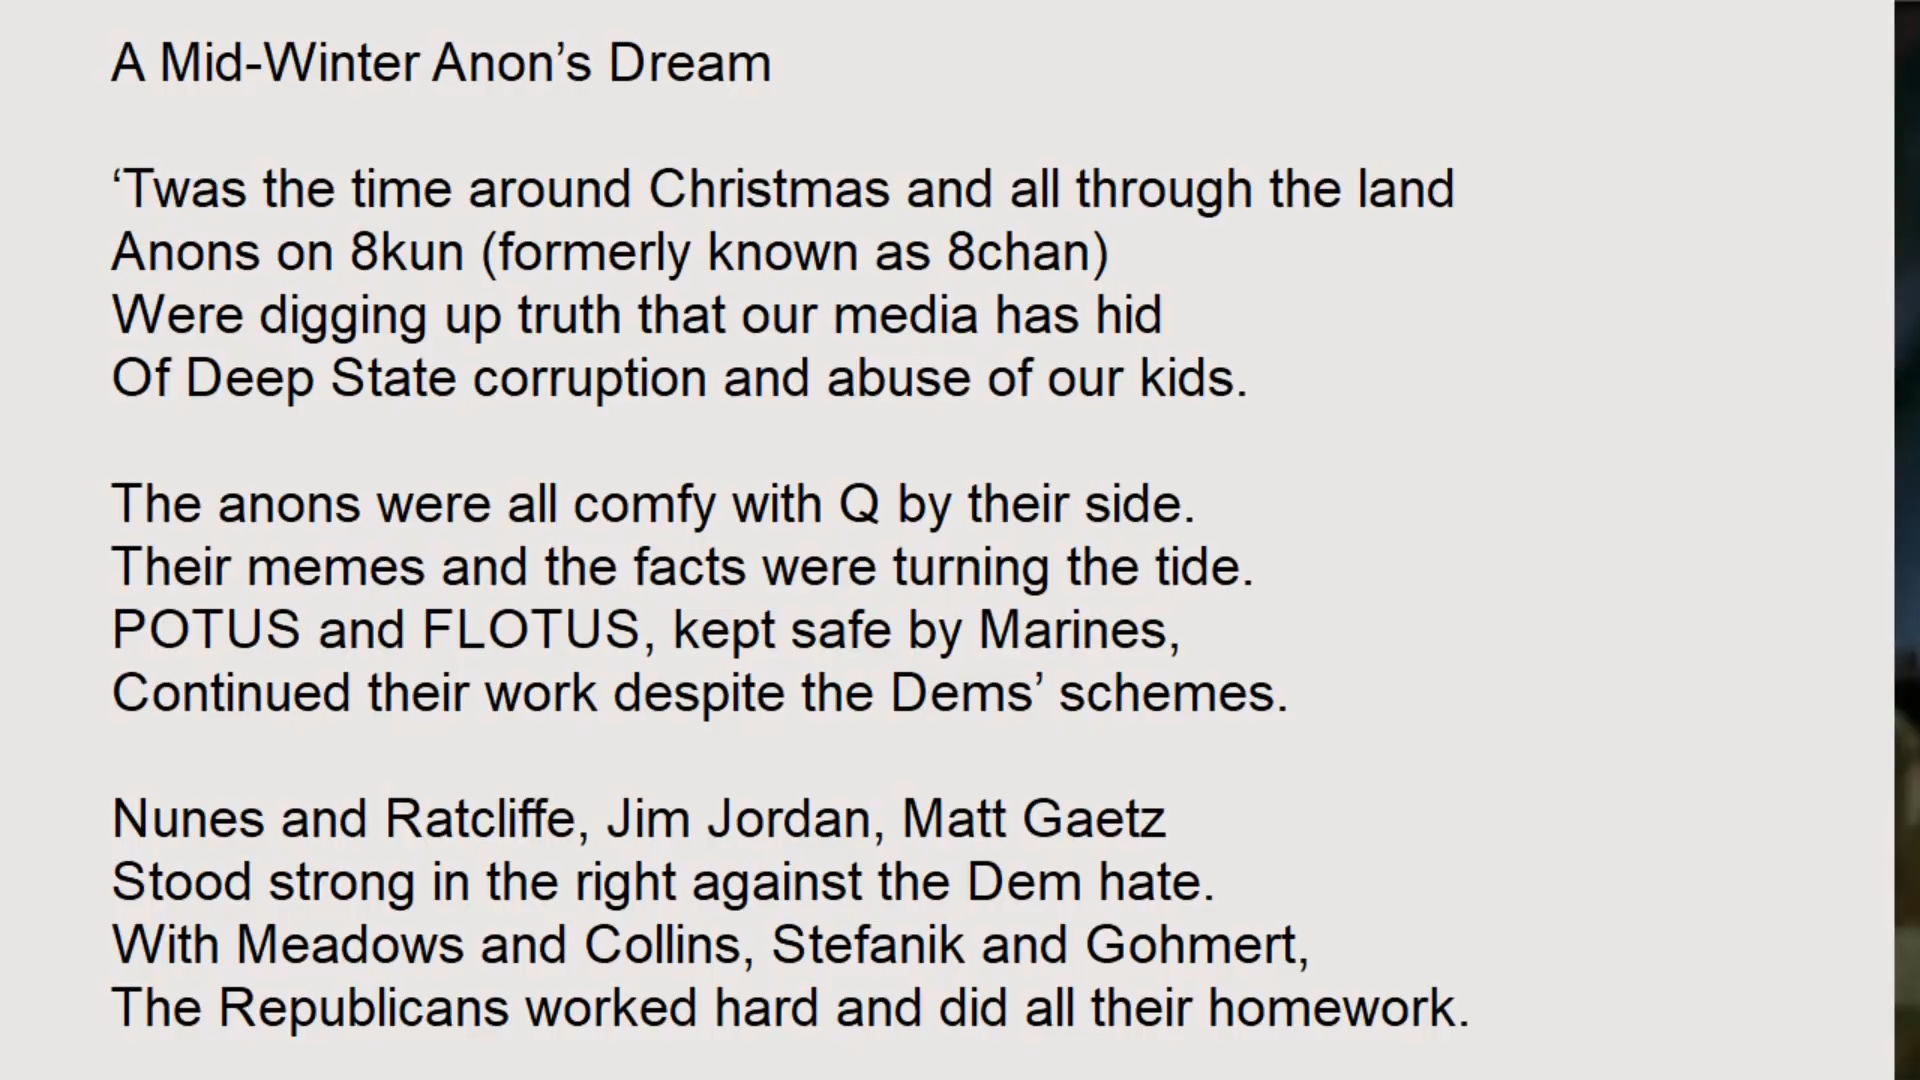 A Mid-Winter Anon’s Dream
‘Twas the time around Christmas and all through the land
Anons on 8kun (formerly known as 8chan)
Were digging up truth that our media has hid
Of Deep State corruption and abuse of our kids.
The anons were all comfy with Q by their side.
Their memes and the facts were turning the tide.
POTUS and FLOTUS, kept safe by Marines,
Continued their work despite the Dems’ schemes.
Nunes and Ratcliffe, Jim Jordan, Matt Gaetz
Stood strong in the right against the Dem hate.
With Meadows and Collins, Stefanik and Gohmert,
The Republicans worked hard and did all their homework.